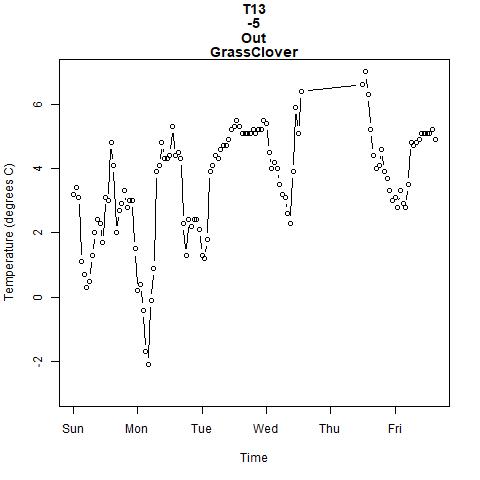 T13
-5
Out
GrassClover
Temperature (degrees C)
6
4
2
0
-2
Sun Mon Tue Wed Thu Fri
Time